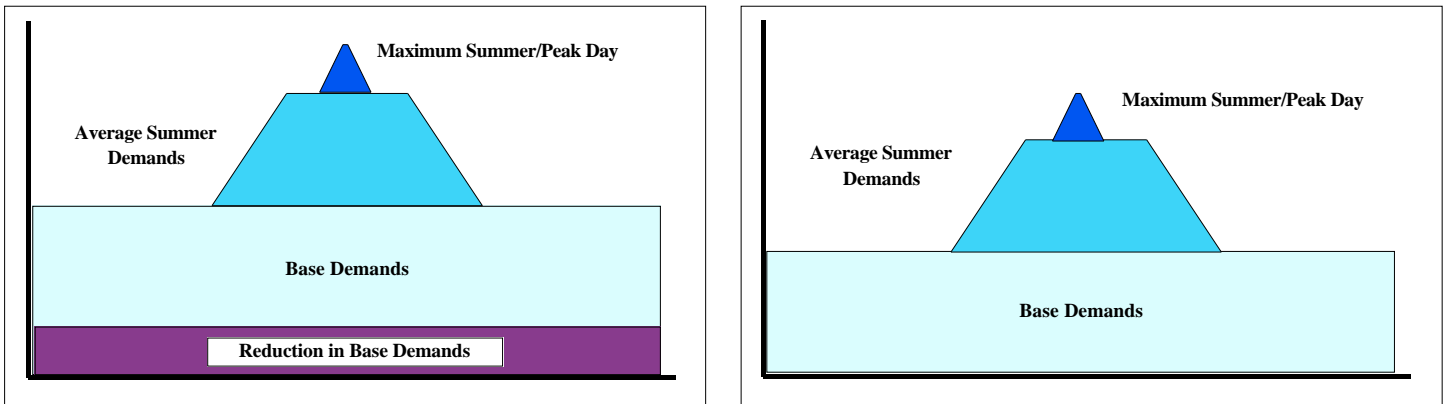 Maximum Summer/Peak Day
Average Summer
Demands
Base Demands
Reduction in Base Demands
Maximum Summer/Peak Day
Average Summer
Demands
Base Demands